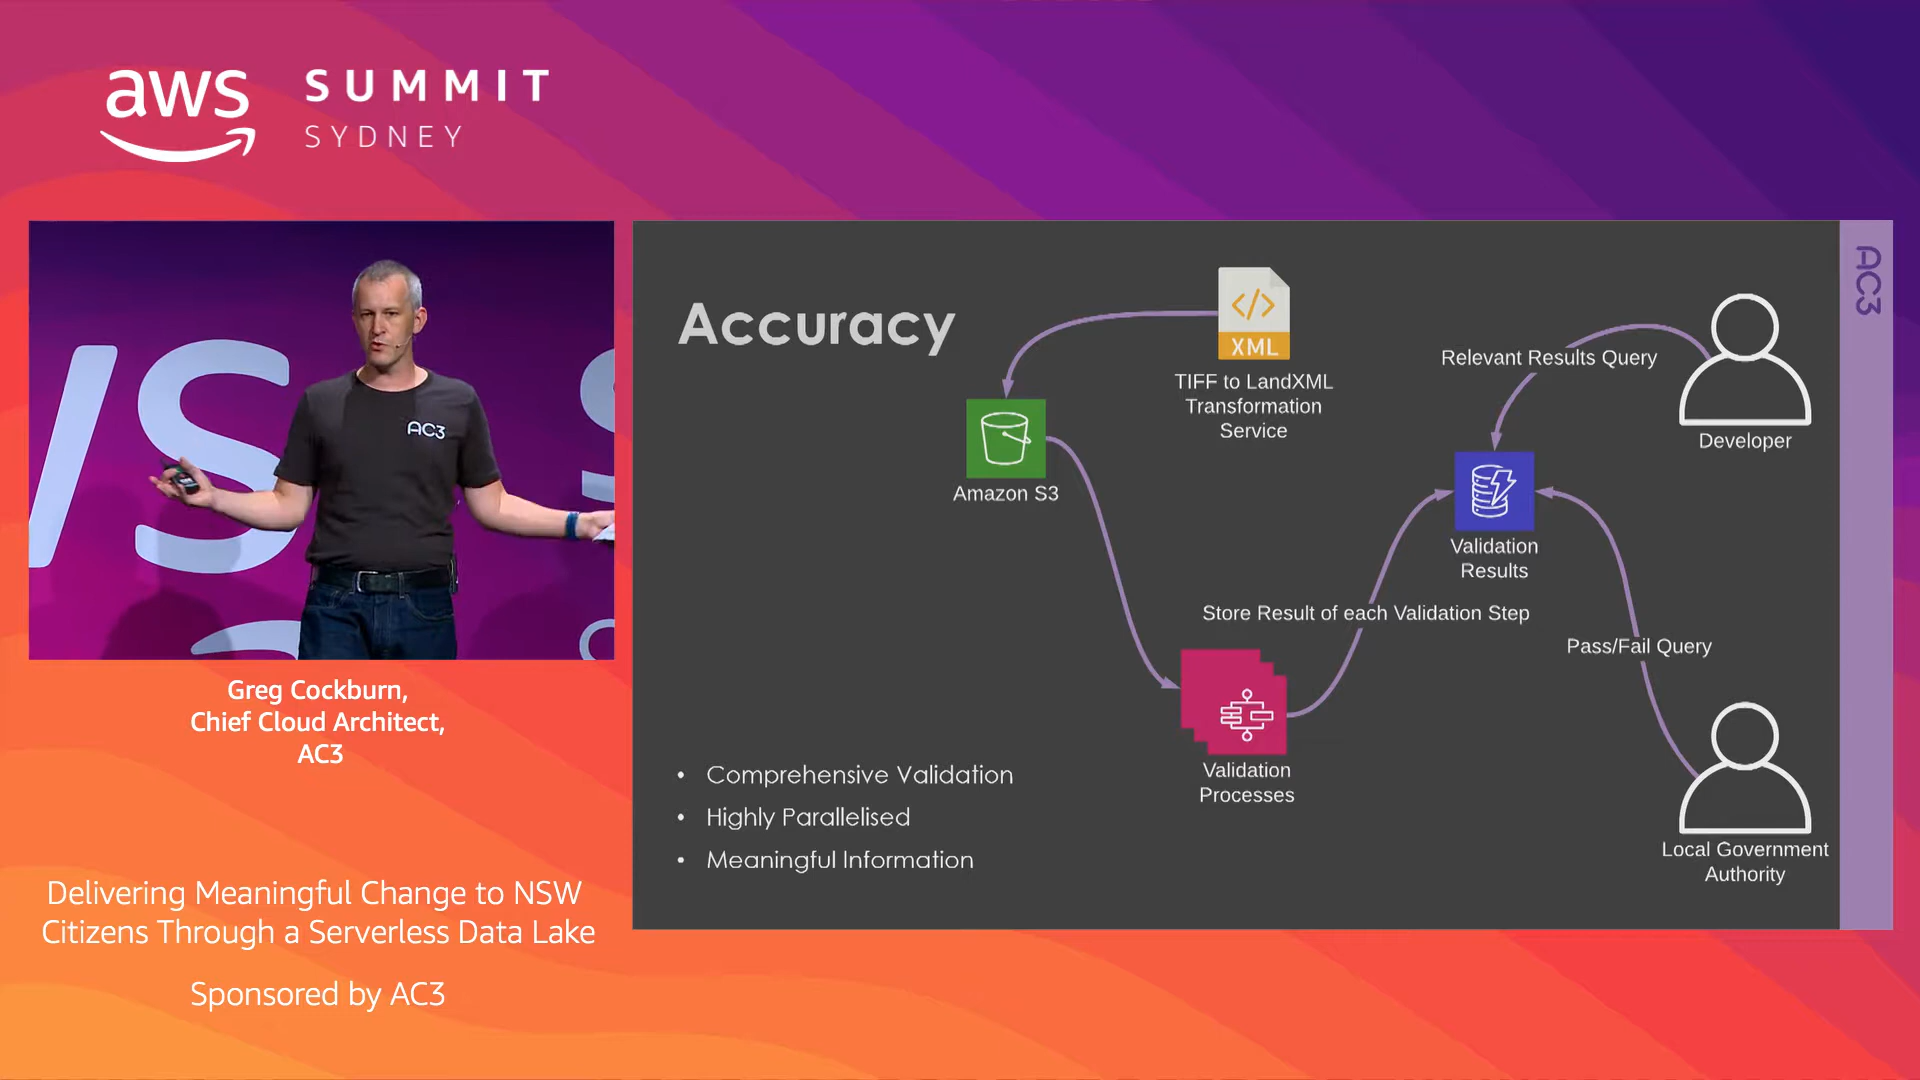 aws
SUMMIT
SYDNEY
AC3
Greg Cockburn,
Chief Cloud Architect,
AC3
Delivering Meaningful Change to NSW
Citizens Through a Serverless Data Lake
Sponsored by AC3
Accuracy
</>
XML
TIFF to LandXML
Transformation
Service
Amazon S3
Relevant Results Query
Developer
Validation
Results
Store Result of each Validation Step
Pass/Fail Query
Validation
Processes
Local Government
Authority
• Comprehensive Validation
• Highly Parallelised
• Meaningful Information
AC3